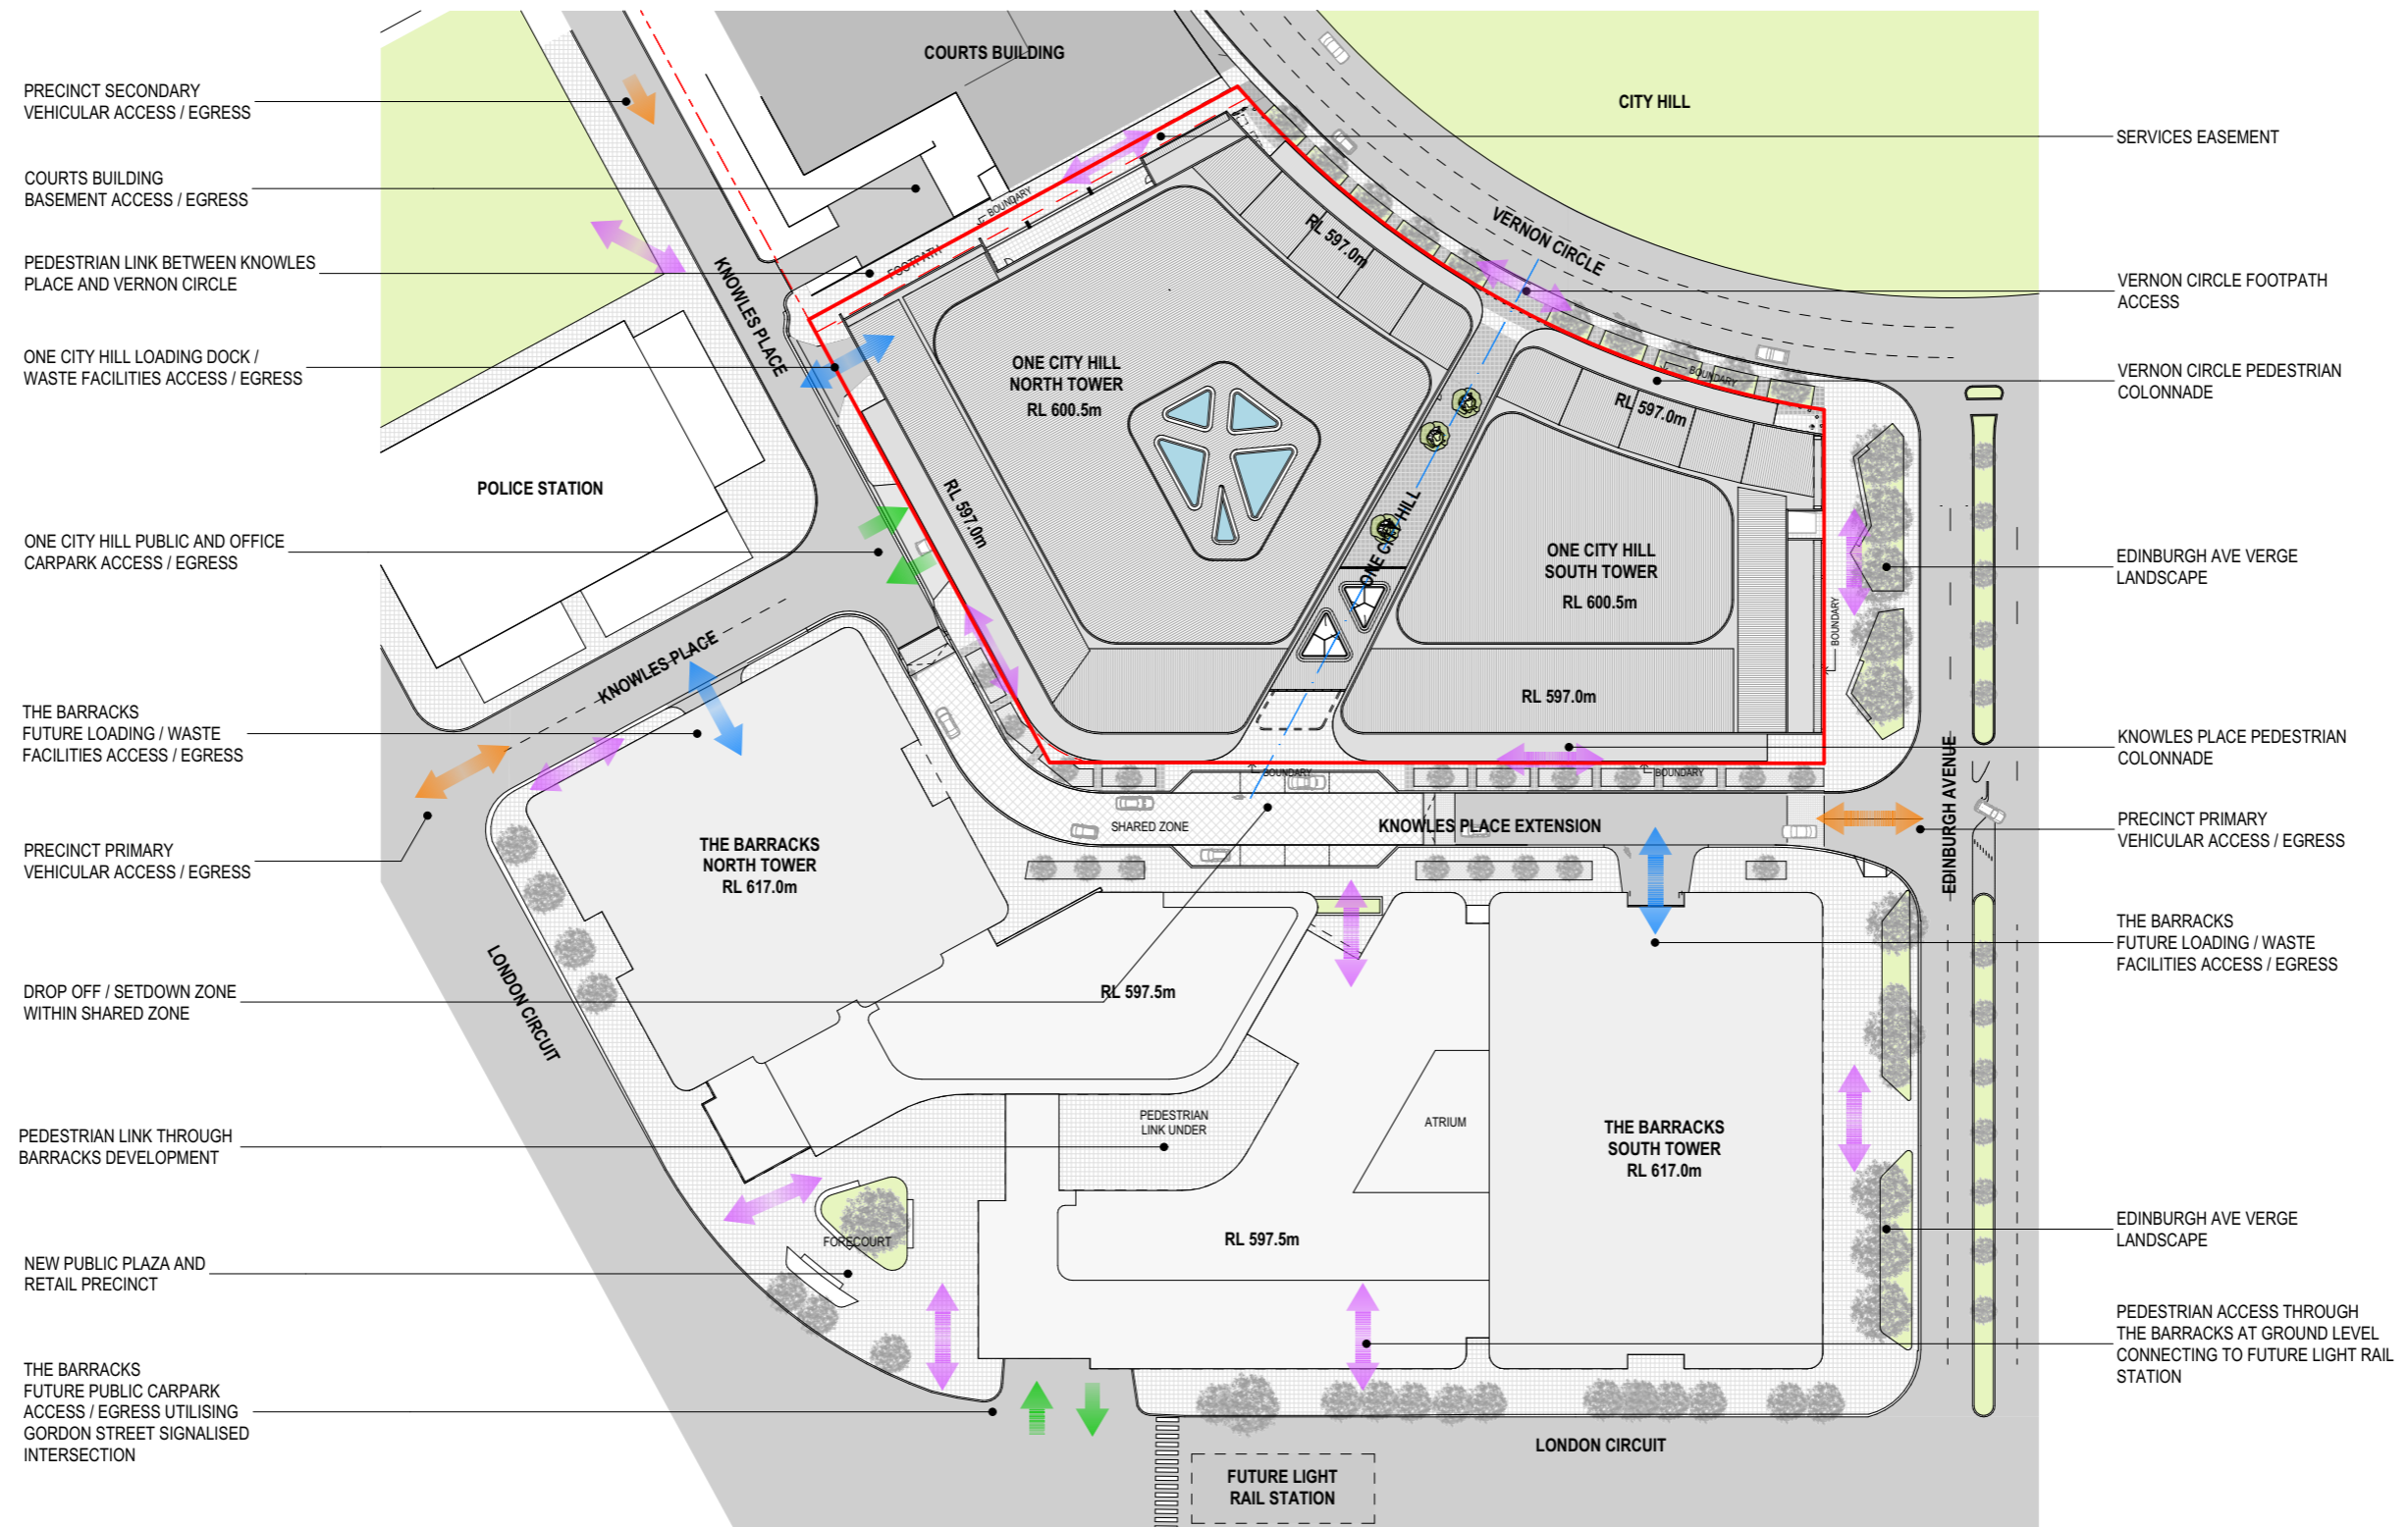 PRECINCT SECONDARY
VEHICULAR ACCESS / EGRESS
COURTS BUILDING
BASEMENT ACCESS / EGRESS
PEDESTRIAN LINK BETWEEN KNOWLES
PLACE AND VERNON CIRCLE
ONE CITY HILL LOADING DOCK /
WASTE FACILITIES ACCESS / EGRESS
ONE CITY HILL PUBLIC AND OFFICE
CARPARK ACCESS / EGRESS
THE BARRACKS
FUTURE LOADING / WASTE
FACILITIES ACCESS / EGRESS
PRECINCT PRIMARY
VEHICULAR ACCESS / EGRESS
DROP OFF / SETDOWN ZONE
WITHIN SHARED ZONE
PEDESTRIAN LINK THROUGH
BARRACKS DEVELOPMENT
NEW PUBLIC PLAZA AND
RETAIL PRECINCT
THE BARRACKS
FUTURE PUBLIC CARPARK
ACCESS / EGRESS UTILISING
GORDON STREET SIGNALISED
INTERSECTION
COURTS BUILDING
CITY HILL
BOUNDARY
FOOTPATH
KNOWLES PLACE
RL 597.0m
VERNON CIRCLE
ONE CITY HILL
NORTH TOWER
RL 600.5m
BOUNDARY
RL 597.0m
POLICE STATION
RL 597.0m
ONE CITY HILL
ONE CITY HILL
SOUTH TOWER
RL 600.5m
BOUNDARY
KNOWLES PLACE
RL 597.0m
BOUNDARY
BOUNDARY
EDINBURGH AVENUE
SHARED ZONE
KNOWLES PLACE EXTENSION
THE BARRACKS
NORTH TOWER
RL 617.0m
LONDON CIRCUIT
RL 597.5m
PEDESTRIAN
LINK UNDER
ATRIUM
THE BARRACKS
SOUTH TOWER
RL 617.0m
FORECOURT
RL 597.5m
LONDON CIRCUIT
FUTURE LIGHT
RAIL STATION
SERVICES EASEMENT
VERNON CIRCLE FOOTPATH
ACCESS
VERNON CIRCLE PEDESTRIAN
COLONNADE
EDINBURGH AVE VERGE
LANDSCAPE
KNOWLES PLACE PEDESTRIAN
COLONNADE
PRECINCT PRIMARY
VEHICULAR ACCESS / EGRESS
THE BARRACKS
FUTURE LOADING / WASTE
FACILITIES ACCESS / EGRESS
EDINBURGH AVE VERGE
LANDSCAPE
PEDESTRIAN ACCESS THROUGH
THE BARRACKS AT GROUND LEVEL
CONNECTING TO FUTURE LIGHT RAIL
STATION